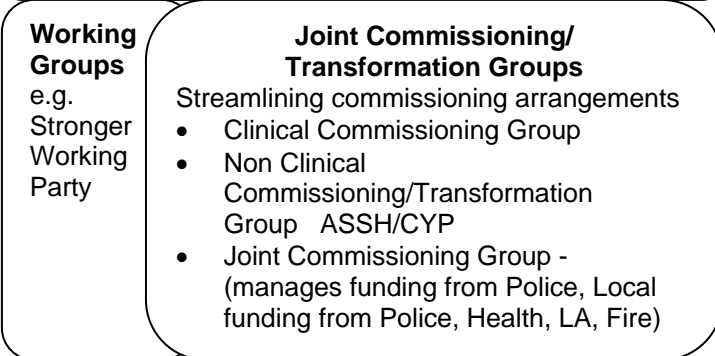 Working
Groups
e.g.
Stronger
Working
Party
Joint Commissioning/
Transformation Groups
Streamlining commissioning arrangements
• Clinical Commissioning Group
• Non Clinical
Commissioning/Transformation
Group ASSH/CYP
• Joint Commissioning Group -
(manages funding from Police, Local
funding from Police, Health, LA, Fire)